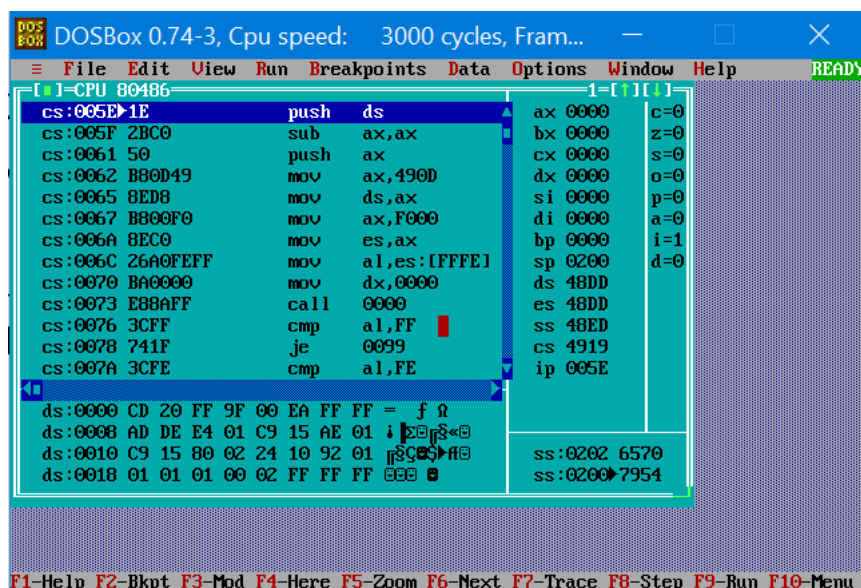 DOS BOX DOSBox 0.74-3, Cpu speed: 3000 cycles, Fram...
≡ File Edit View Run Breakpoints Data Options Window Help READY
[■]=CPU 80486 1=[↑][↓]
cs:005E►1E push ds ax 0000 c=0
cs:005F 2BC0 sub ax,ax bx 0000 z=0
cs:0061 50 push ax cx 0000 s=0
cs:0062 B80D49 mov ax,490D dx 0000 o=0
cs:0065 8ED8 mov ds,ax si 0000 p=0
cs:0067 B800F0 mov ax,F000 di 0000 a=0
cs:006A 8EC0 mov es,ax bp 0000 i=1
cs:006C 26A0FEFF mov al,es:[FFFE] sp 0200 d=0
cs:0070 BA0000 mov dx,0000 ds 48DD
cs:0073 E88AFF call 0000 es 48DD
cs:0076 3CFF cmp al,FF ss 48ED
cs:0078 741F je 0099 cs 4919
cs:007A 3CFE cmp al,FE ip 005E
ds:0000 CD 20 FF 9F 00 EA FF FF = ƒ Ω
ds:0008 AD DE E4 01 C9 15 AE 01
ds:0010 C9 15 80 02 24 10 92 01 ss:0202 6570
ds:0018 01 01 01 00 02 FF FF FF ss:0200►7954
F1-Help F2-Bkpt F3-Mod F4-Here F5-Zoom F6-Next F7-Trace F8-Step F9-Run F10-Menu